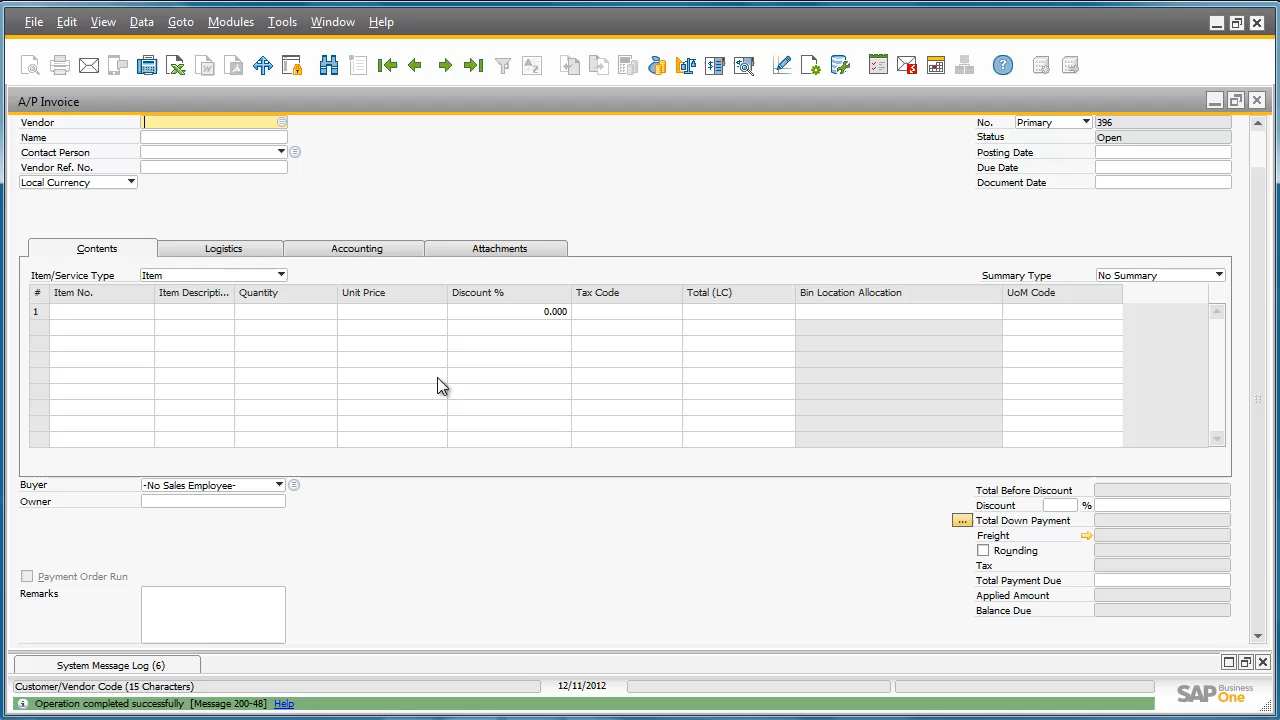 File Edit View Data Goto Modules Tools Window Help
A/P Invoice
Vendor
No. Primary 396
Name
Status Open
Contact Person
Posting Date
Vendor Ref. No.
Due Date
Local Currency
Document Date
Contents Logistics Accounting Attachments
Item/Service Type Item
Summary Type No Summary
# Item No. Item Descripti... Quantity Unit Price Discount % Tax Code Total (LC) Bin Location Allocation UoM Code
1 0.000
Buyer -No Sales Employee-
Owner
Total Before Discount
Discount %
... Total Down Payment
Freight
Rounding
Tax
Payment Order Run
Total Payment Due
Remarks
Applied Amount
Balance Due
System Message Log (6)
Customer/Vendor Code (15 Characters)
12/11/2012
Operation completed successfully [Message 200-48] Help
SAP Business One